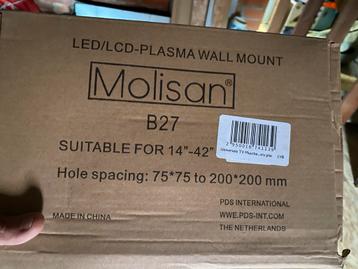 LED/LCD-PLASMA WALL MOUNT
Molisan®
B27
SUITABLE FOR 14"-42"
Hole spacing: 75*75 to 200*200 mm
PDS INTERNATIONAL
MADE IN CHINA
WWE.PDS-INT.COM
THE NETHERLANDS